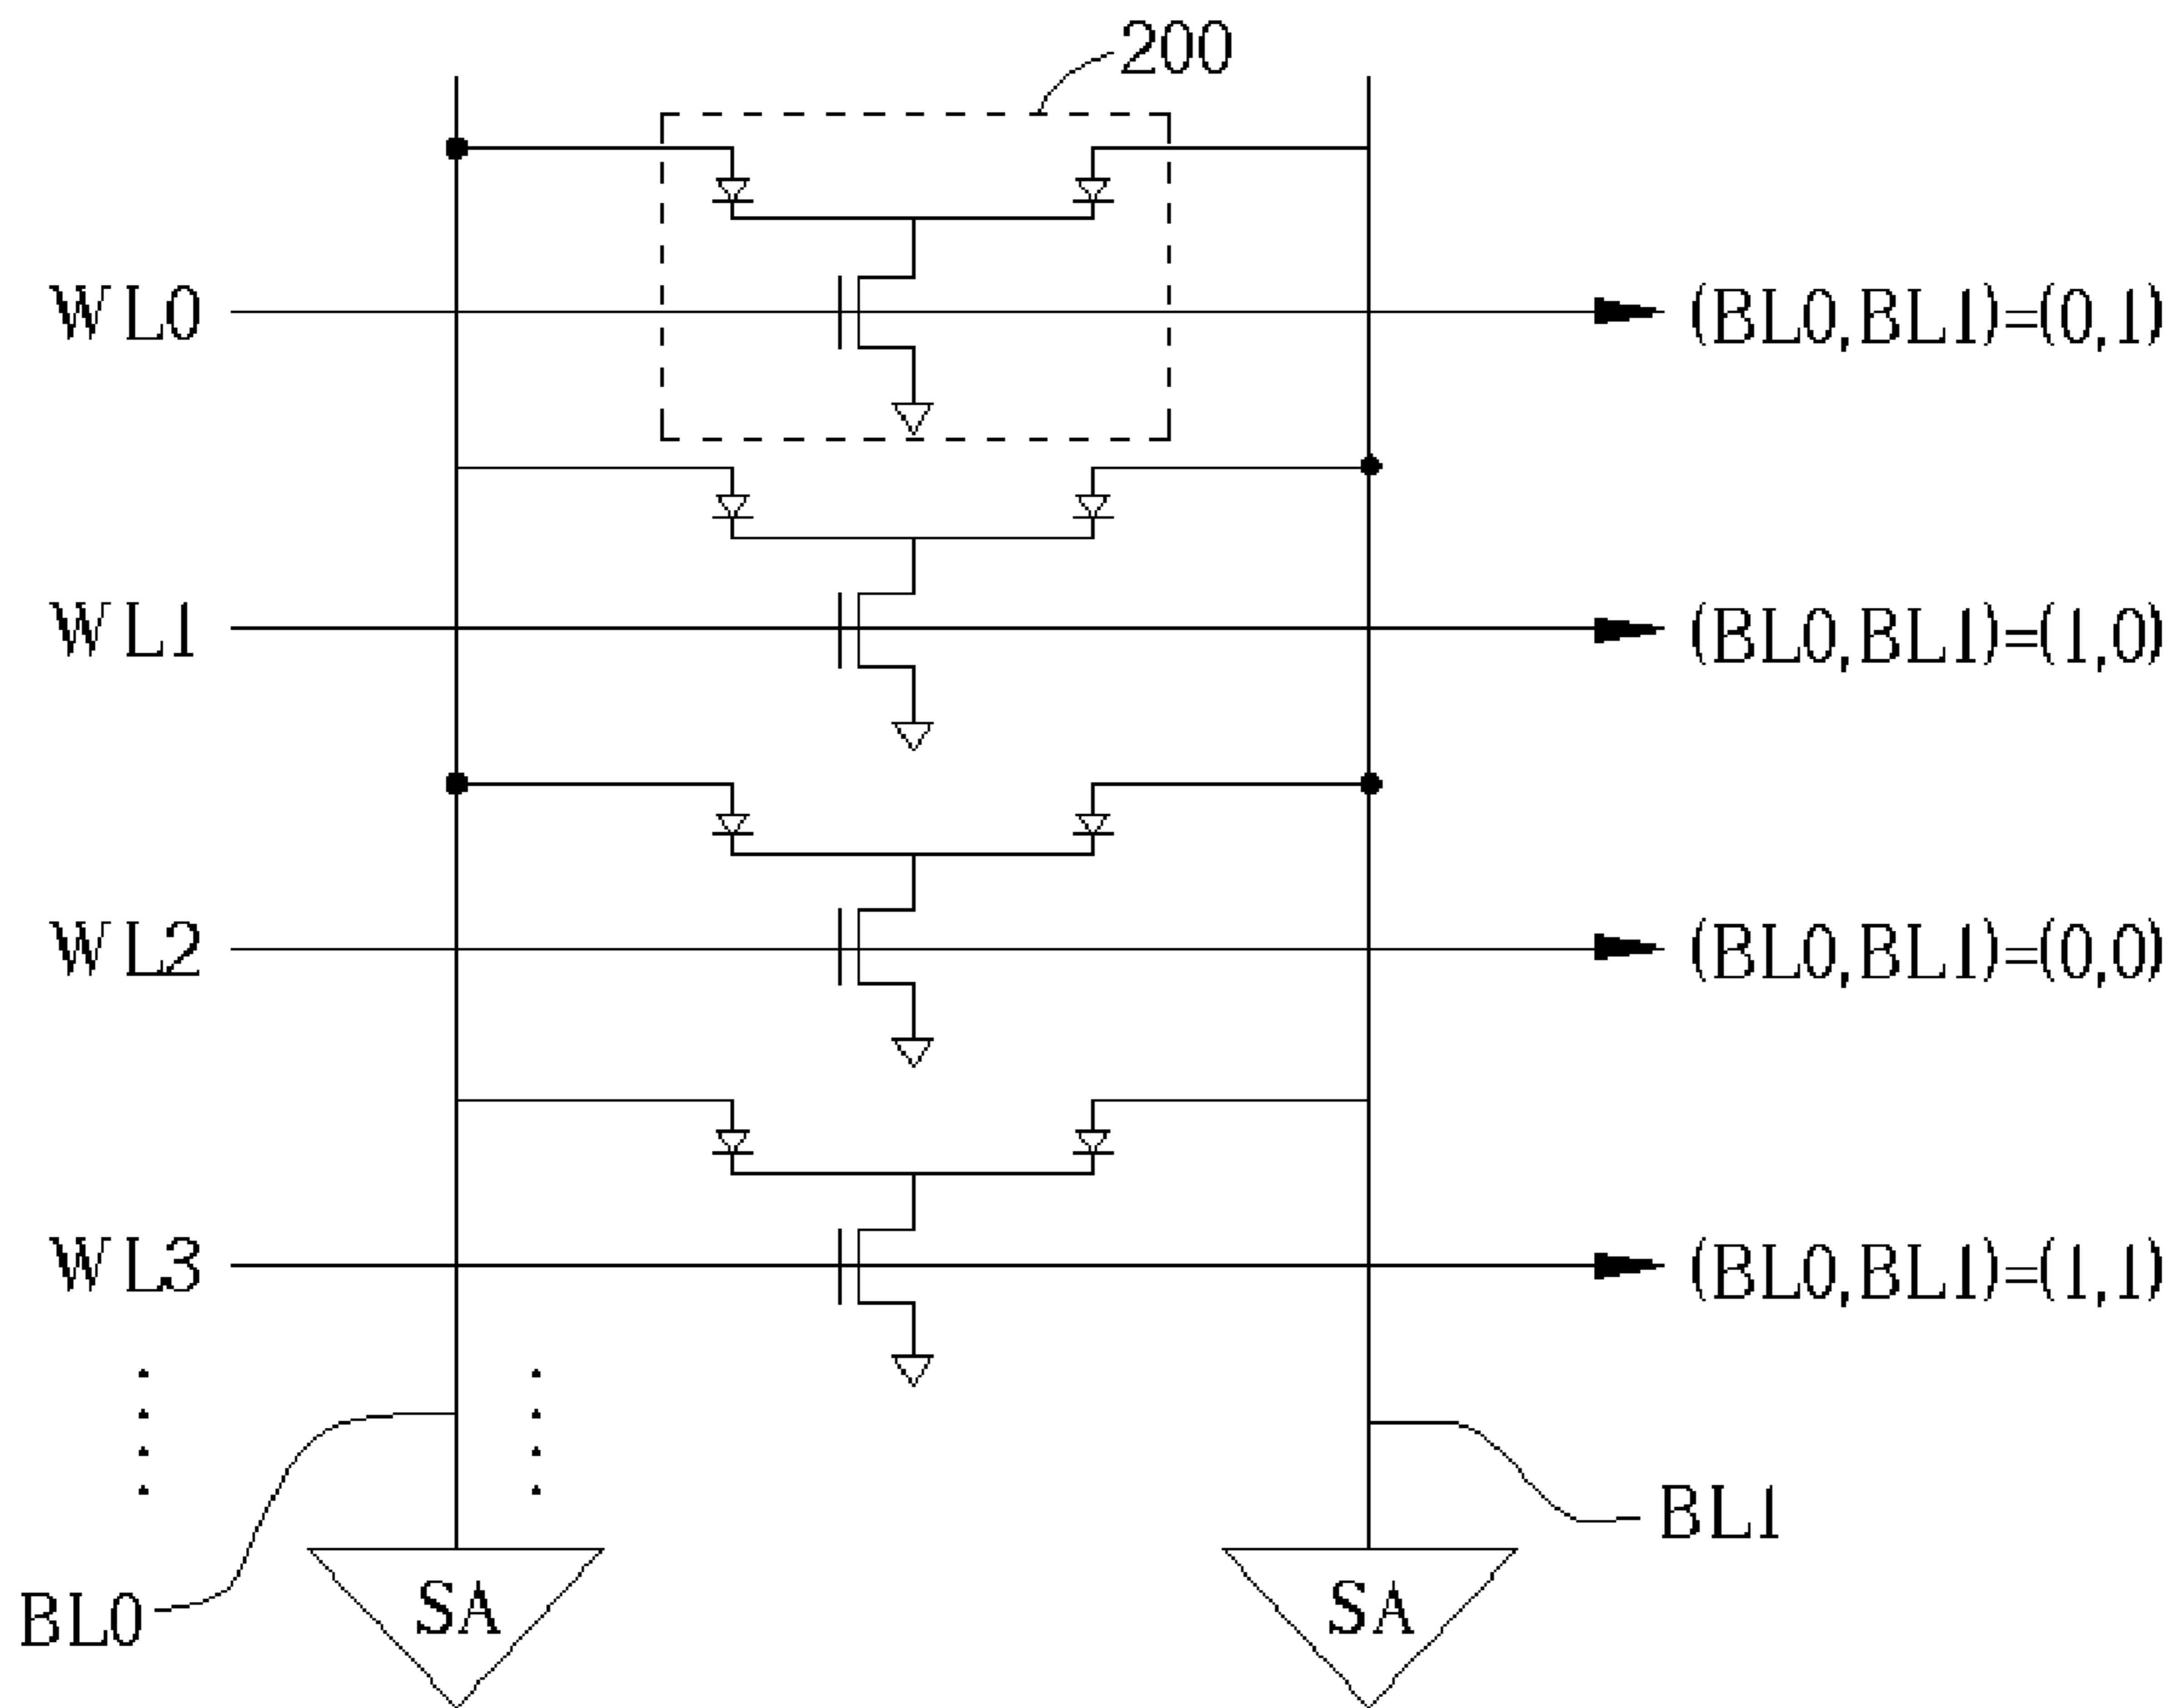 200
WL0 (BL0,BL1)=(0,1)
WL1 (BL0,BL1)=(1,0)
WL2 (BL0,BL1)=(0,0)
WL3 (BL0,BL1)=(1,1)
BL1
BL0
SA SA